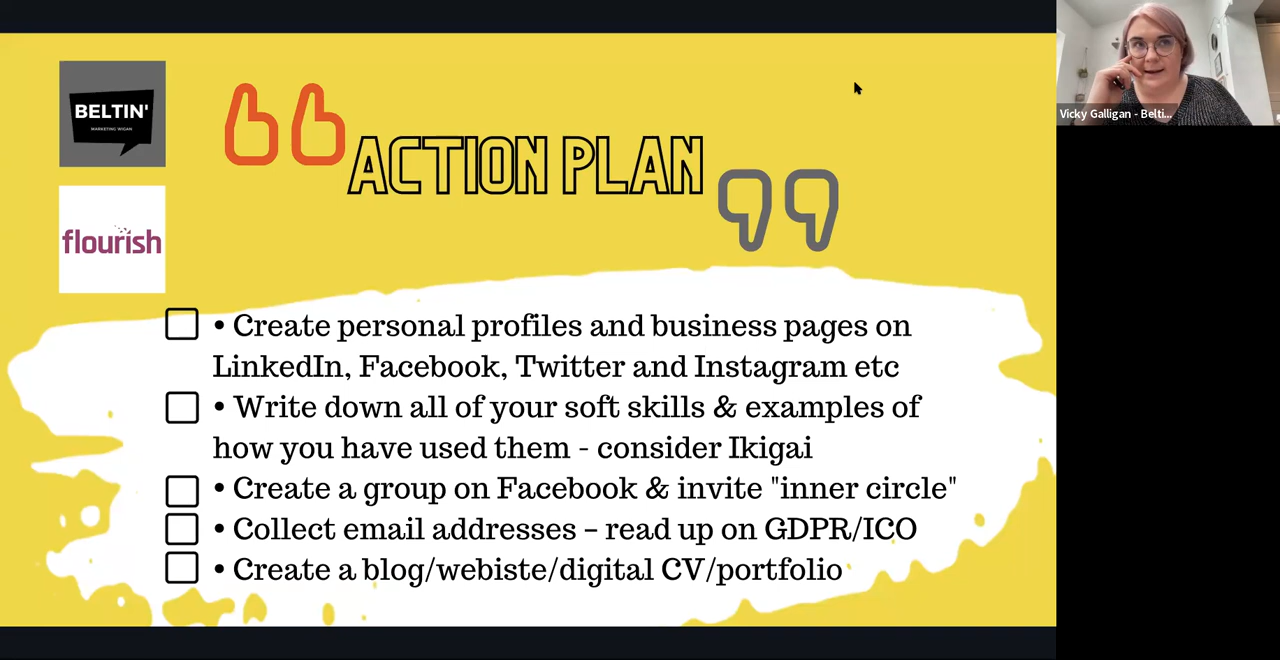 BELTIN'
MARKETING WIGAN
flourish
ACTION PLAN
• Create personal profiles and business pages on
LinkedIn, Facebook, Twitter and Instagram etc
• Write down all of your soft skills & examples of
how you have used them - consider Ikigai
• Create a group on Facebook & invite "inner circle"
• Collect email addresses – read up on GDPR/ICO
• Create a blog/webiste/digital CV/portfolio
Vicky Galligan - Belti...